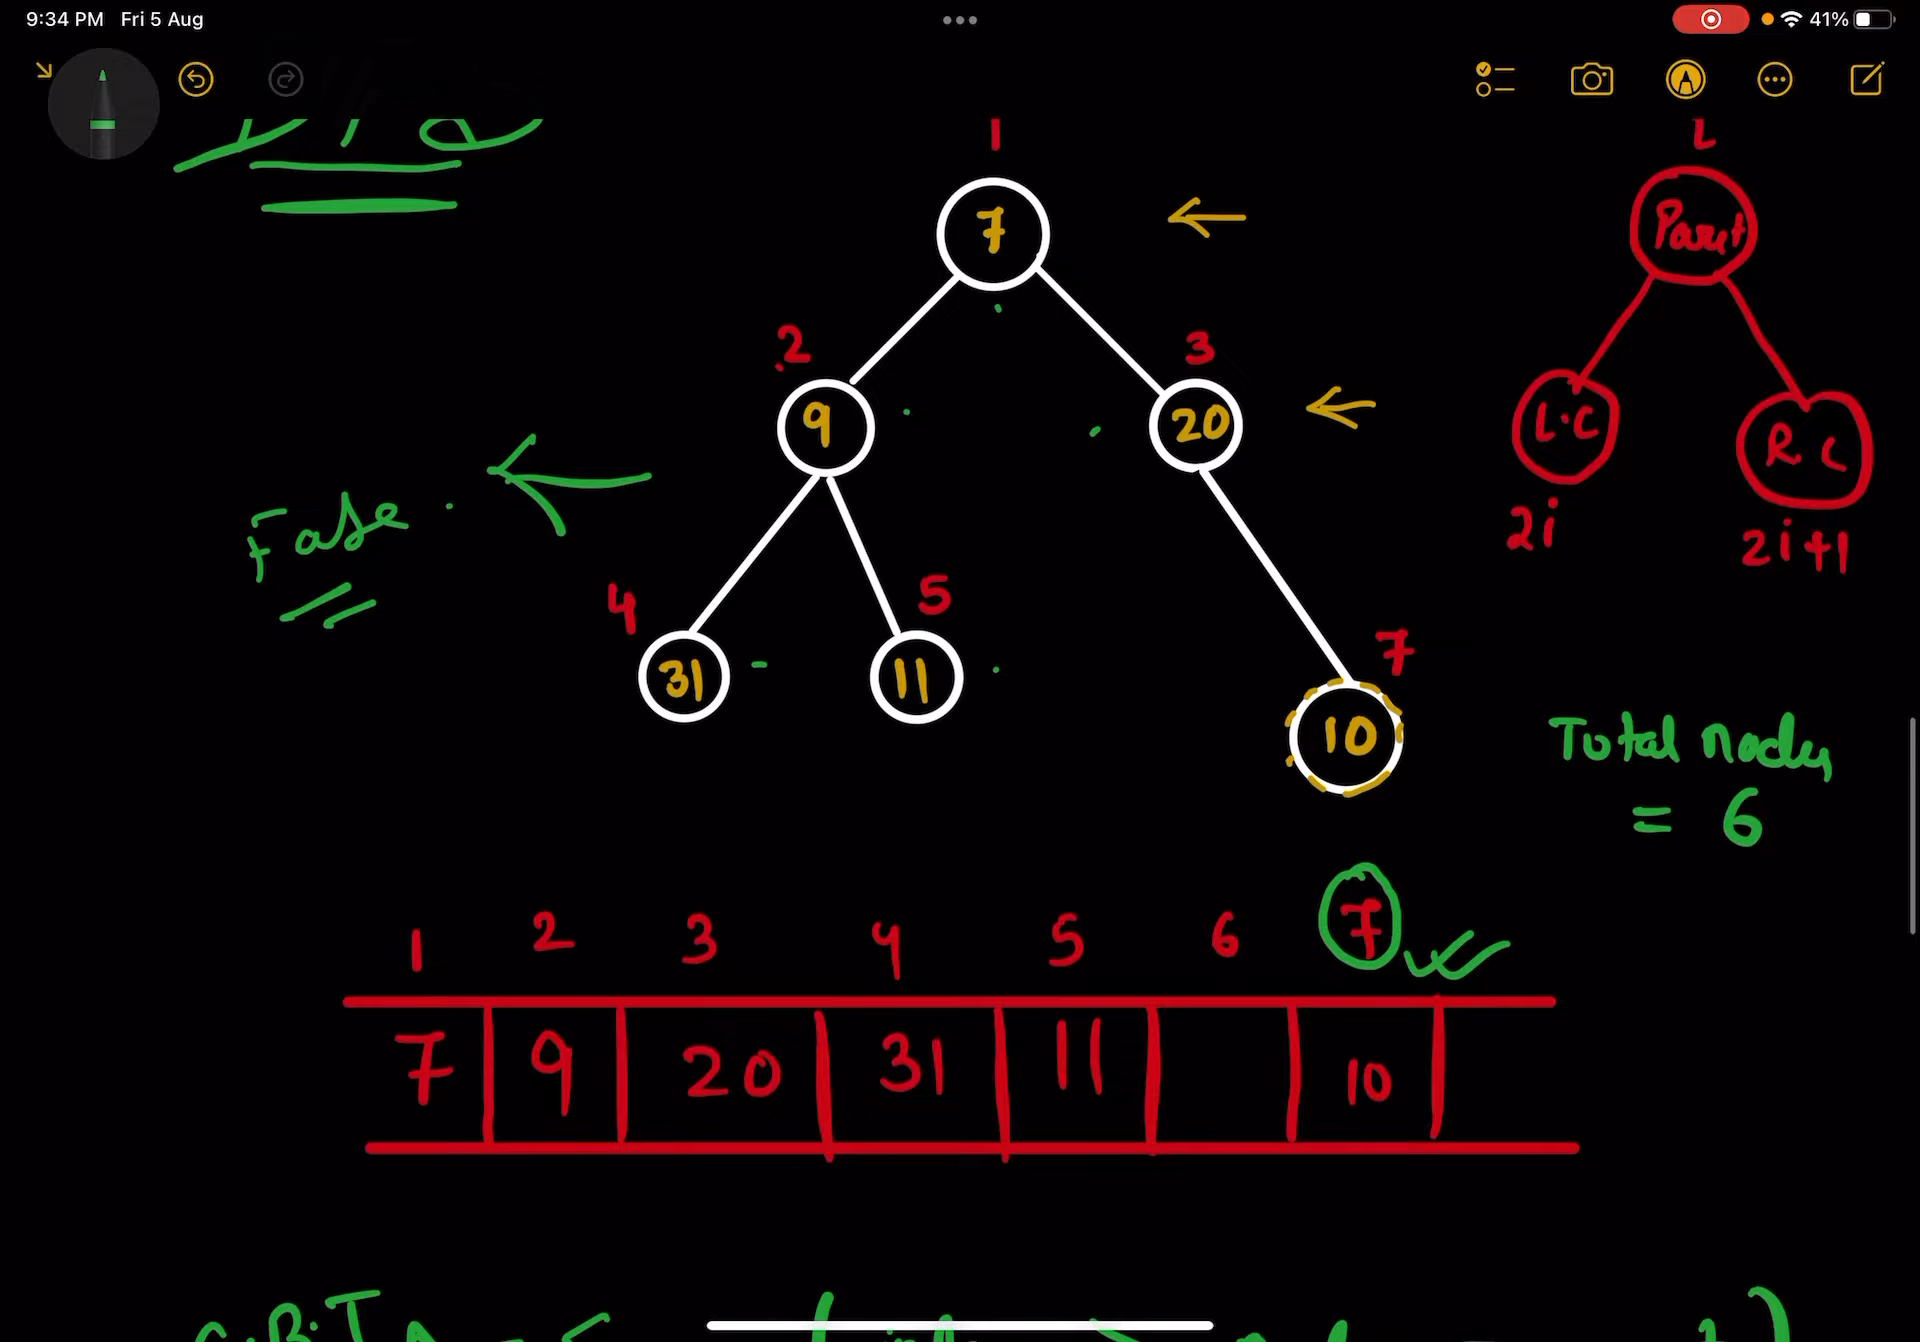 9:34 PM Fri 5 Aug
41%
1
7
2
3
9
20
4
5
31
11
7
10
False
i
L.C
R C
2i
2i+1
Total nodes
= 6
1 2 3 4 5 6 7
7 9 20 31 11 10
C.B.T